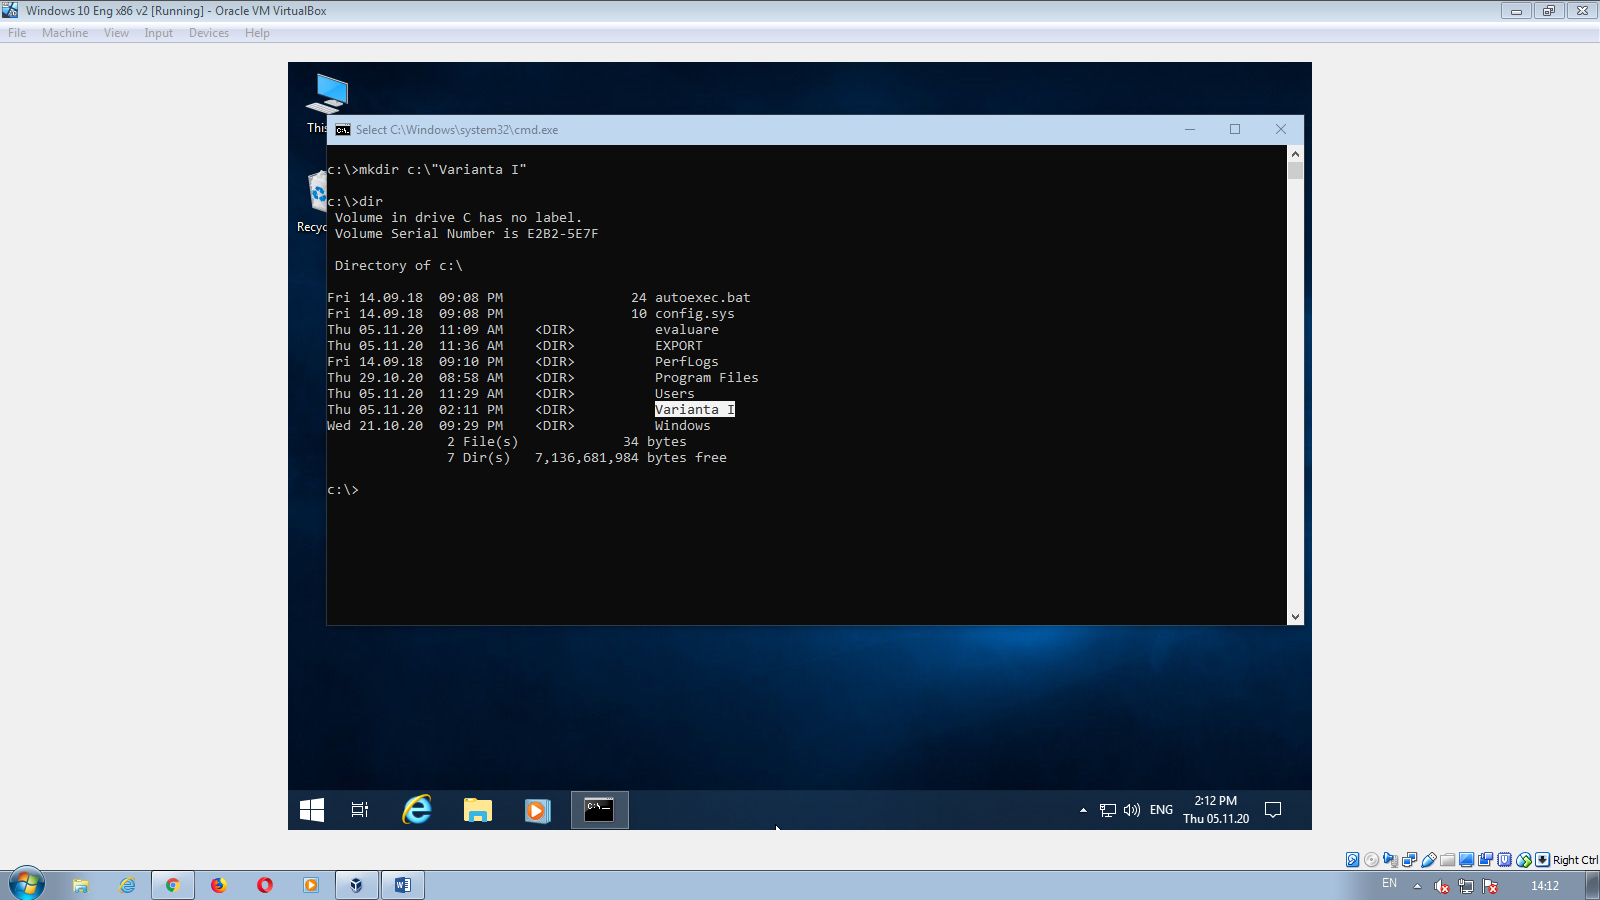 Windows 10 Eng x86 v2 [Running] - Oracle VM VirtualBox
File Machine View Input Devices Help
This
Select C:\Windows\system32\cmd.exe
c:\>mkdir c:\"Varianta I"
c:\>dir
Volume in drive C has no label.
Volume Serial Number is E2B2-5E7F
Recyc
Directory of c:\
Fri 14.09.18 09:08 PM 24 autoexec.bat
Fri 14.09.18 09:08 PM 10 config.sys
Thu 05.11.20 11:09 AM <DIR> evaluare
Thu 05.11.20 11:36 AM <DIR> EXPORT
Fri 14.09.18 09:10 PM <DIR> PerfLogs
Thu 29.10.20 08:58 AM <DIR> Program Files
Thu 05.11.20 11:29 AM <DIR> Users
Thu 05.11.20 02:11 PM <DIR> Varianta I
Wed 21.10.20 09:29 PM <DIR> Windows
2 File(s) 34 bytes
7 Dir(s) 7,136,681,984 bytes free
c:\>
ENG
2:12 PM
Thu 05.11.20
Right Ctrl
EN
14:12